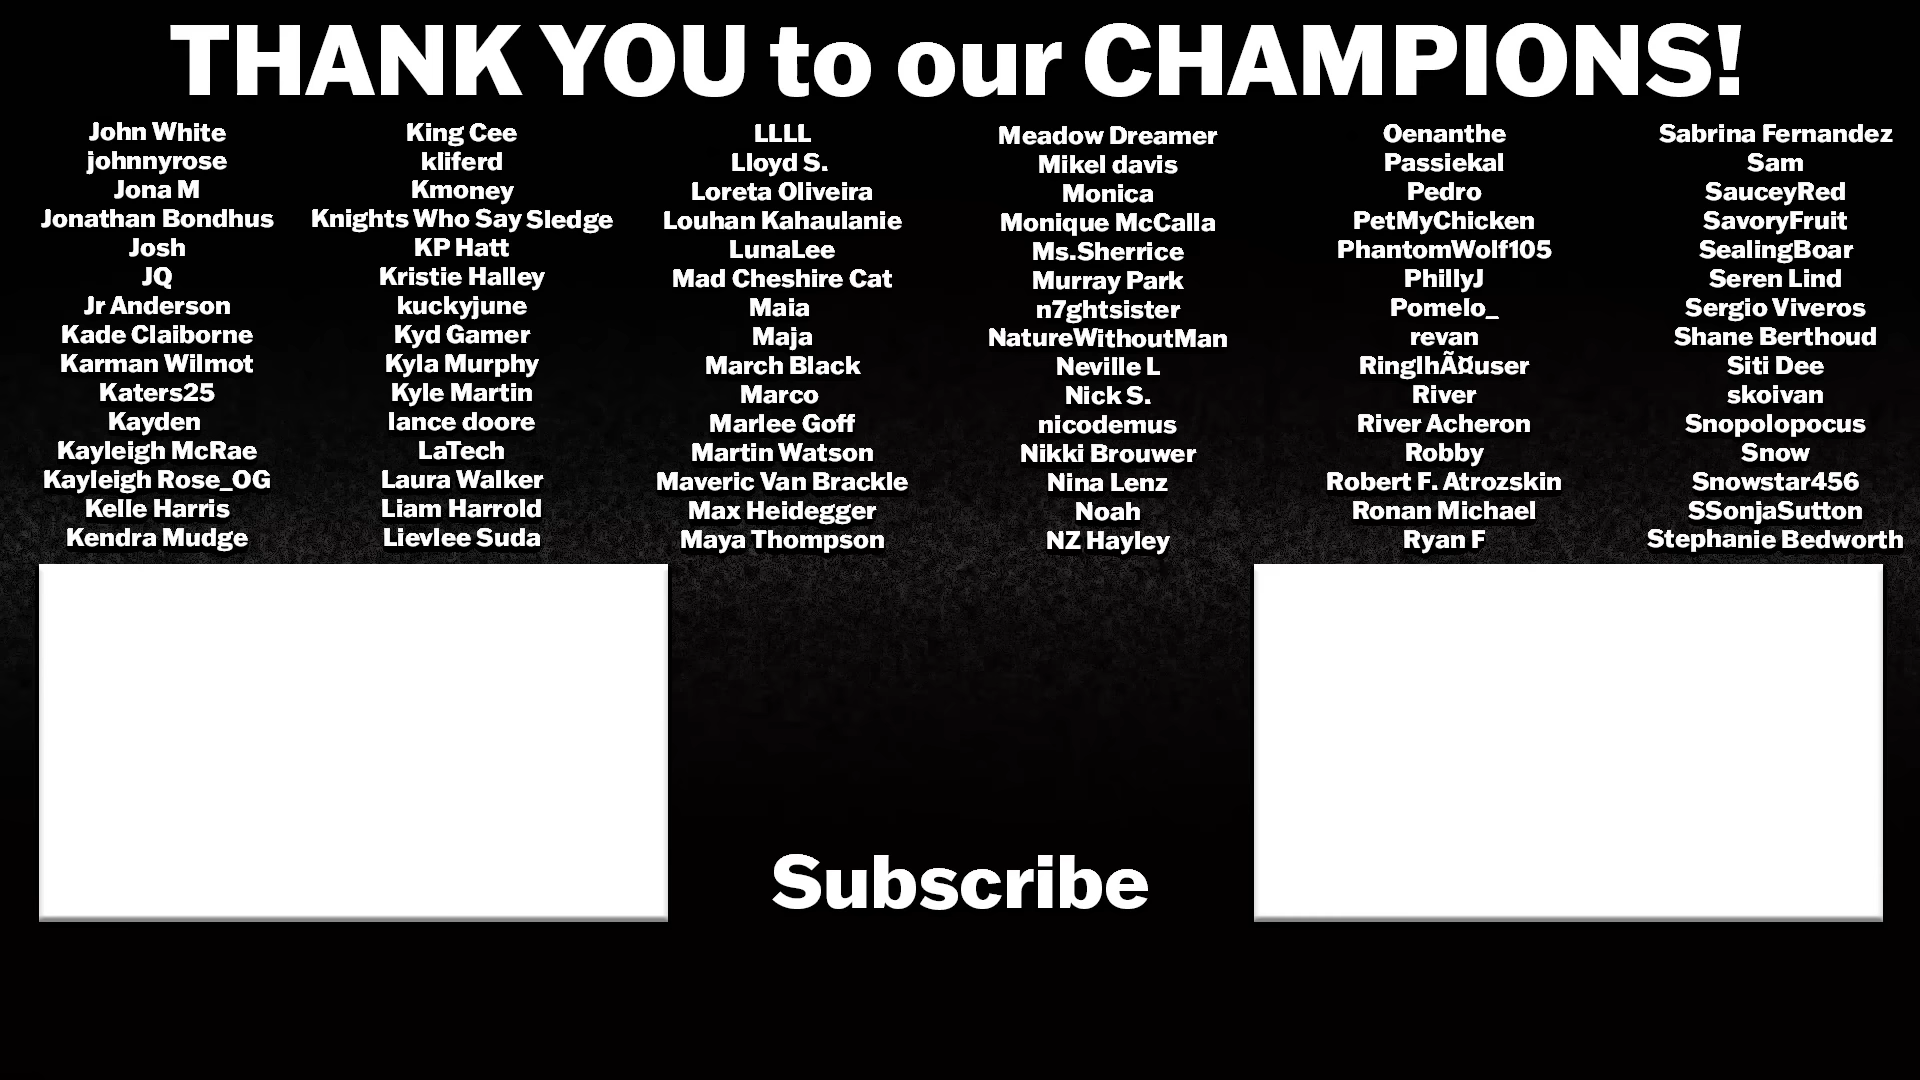 THANK YOU to our CHAMPIONS!
John White
johnnyrose
Jona M
Jonathan Bondhus
Josh
JQ
Jr Anderson
Kade Claiborne
Karman Wilmot
Katers25
Kayden
Kayleigh McRae
Kayleigh Rose_OG
Kelle Harris
Kendra Mudge
King Cee
kliferd
Kmoney
Knights Who Say Sledge
KP Hatt
Kristie Halley
kuckyjune
Kyd Gamer
Kyla Murphy
Kyle Martin
lance doore
LaTech
Laura Walker
Liam Harrold
Lievlee Suda
LLLL
Lloyd S.
Loreta Oliveira
Louhan Kahaulanie
LunaLee
Mad Cheshire Cat
Maia
Maja
March Black
Marco
Marlee Goff
Martin Watson
Maveric Van Brackle
Max Heidegger
Maya Thompson
Meadow Dreamer
Mikel davis
Monica
Monique McCalla
Ms.Sherrice
Murray Park
n7ghtsister
NatureWithoutMan
Neville L
Nick S.
nicodemus
Nikki Brouwer
Nina Lenz
Noah
NZ Hayley
Oenanthe
Passiekal
Pedro
PetMyChicken
PhantomWolf105
PhillyJ
Pomelo_
revan
RinglhÃ¤user
River
River Acheron
Robby
Robert F. Atrozskin
Ronan Michael
Ryan F
Sabrina Fernandez
Sam
SauceyRed
SavoryFruit
SealingBoar
Seren Lind
Sergio Viveros
Shane Berthoud
Siti Dee
skoivan
Snopolopocus
Snow
Snowstar456
SSonjaSutton
Stephanie Bedworth
Subscribe